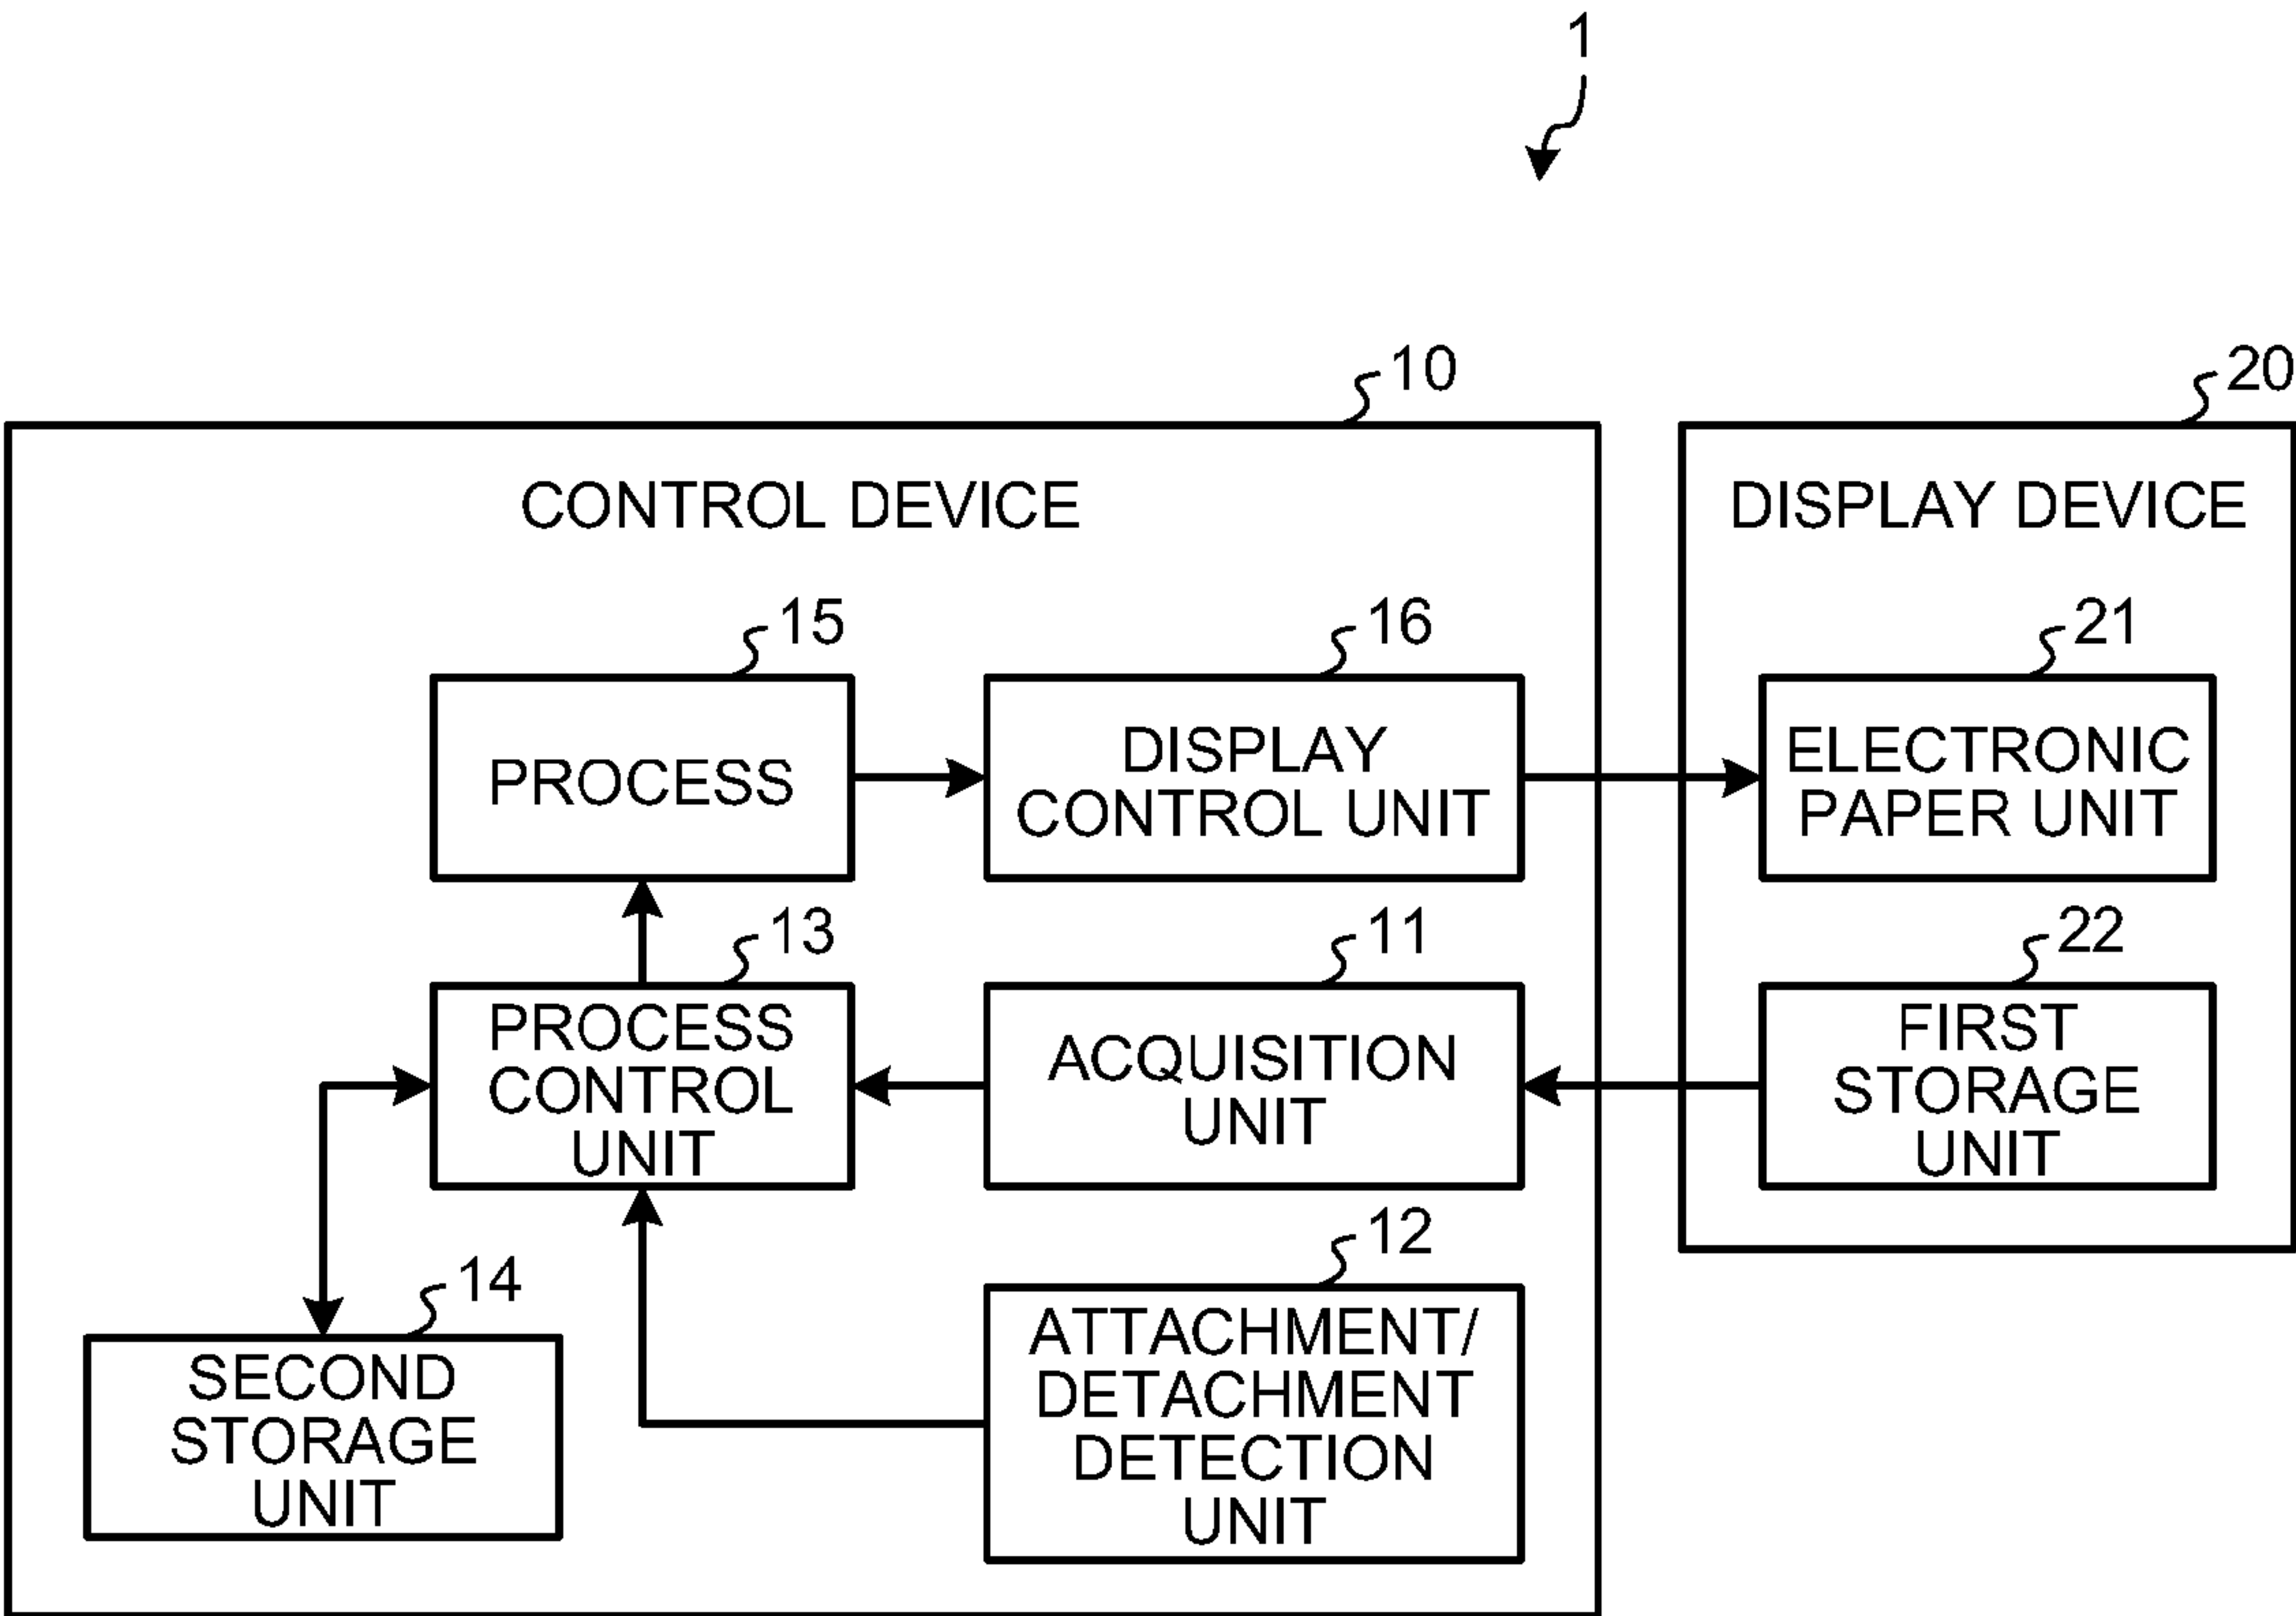 1
10
20
CONTROL DEVICE
DISPLAY DEVICE
15
16
21
PROCESS
DISPLAY
CONTROL UNIT
ELECTRONIC
PAPER UNIT
13
11
22
PROCESS
CONTROL
UNIT
ACQUISITION
UNIT
FIRST
STORAGE
UNIT
14
12
SECOND
STORAGE
UNIT
ATTACHMENT/
DETACHMENT
DETECTION
UNIT